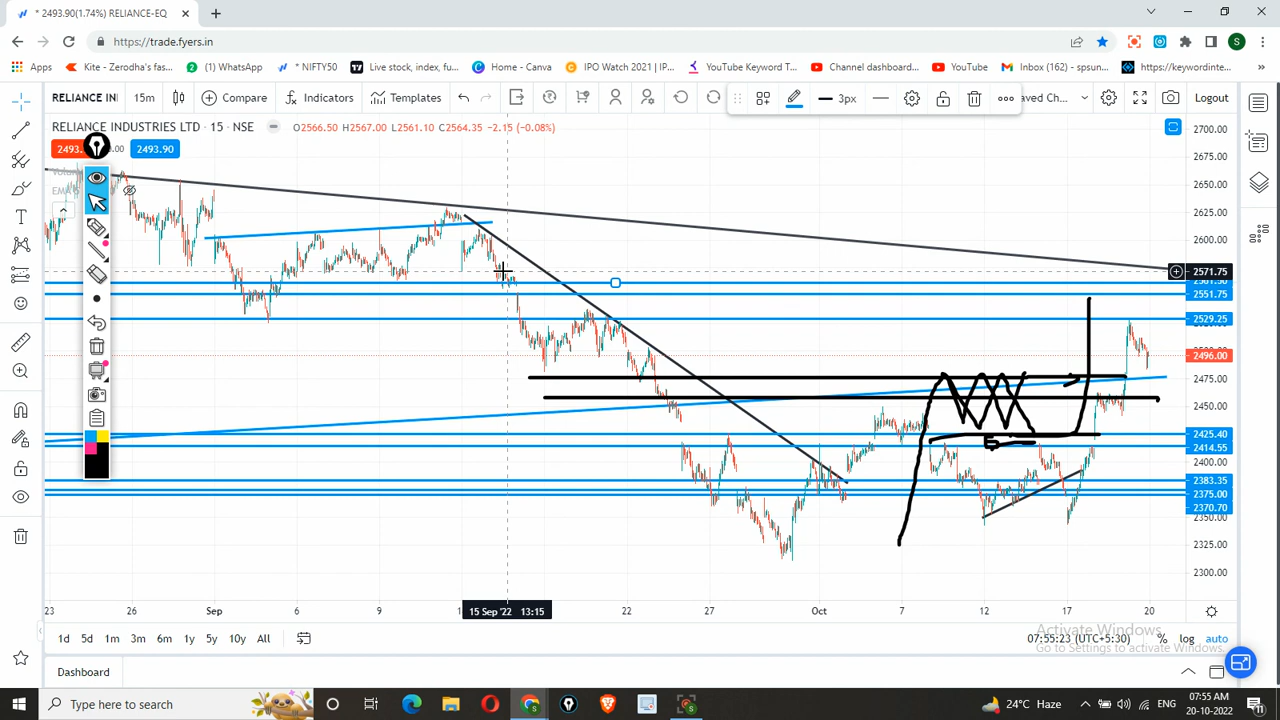 * 2493.90(1.74%) RELIANCE-EQ
https://trade.fyers.in
Apps
Kite - Zerodha's fas...
(1) WhatsApp
* NIFTY50
Live stock, index, fu...
Home - Canva
IPO Watch 2021 | IP...
YouTube Keyword T...
Channel dashboard...
YouTube
Inbox (162) - spsun...
https://keywordinte...
RELIANCE IN
15m
Compare
Indicators
Templates
3px
aved Ch...
Logout
RELIANCE INDUSTRIES LTD · 15 · NSE
O2566.50 H2567.00 L2561.10 C2564.35 -2.15 (-0.08%)
2493.90
2700.00
2675.00
2650.00
2625.00
2600.00
2571.75
2551.75
2529.25
2496.00
2475.00
2450.00
2425.40
2414.55
2400.00
2383.35
2375.00
2370.70
2350.00
2325.00
2300.00
23
26
Sep
6
9
15 Sep '22 13:15
22
27
Oct
7
12
17
20
1d
5d
1m
3m
6m
1y
5y
10y
All
07:55:23 (UTC+5:30)
%
log
auto
Activate Windows
Go to Settings to activate Windows.
Dashboard
Type here to search
24°C Haze
ENG
07:55 AM
20-10-2022